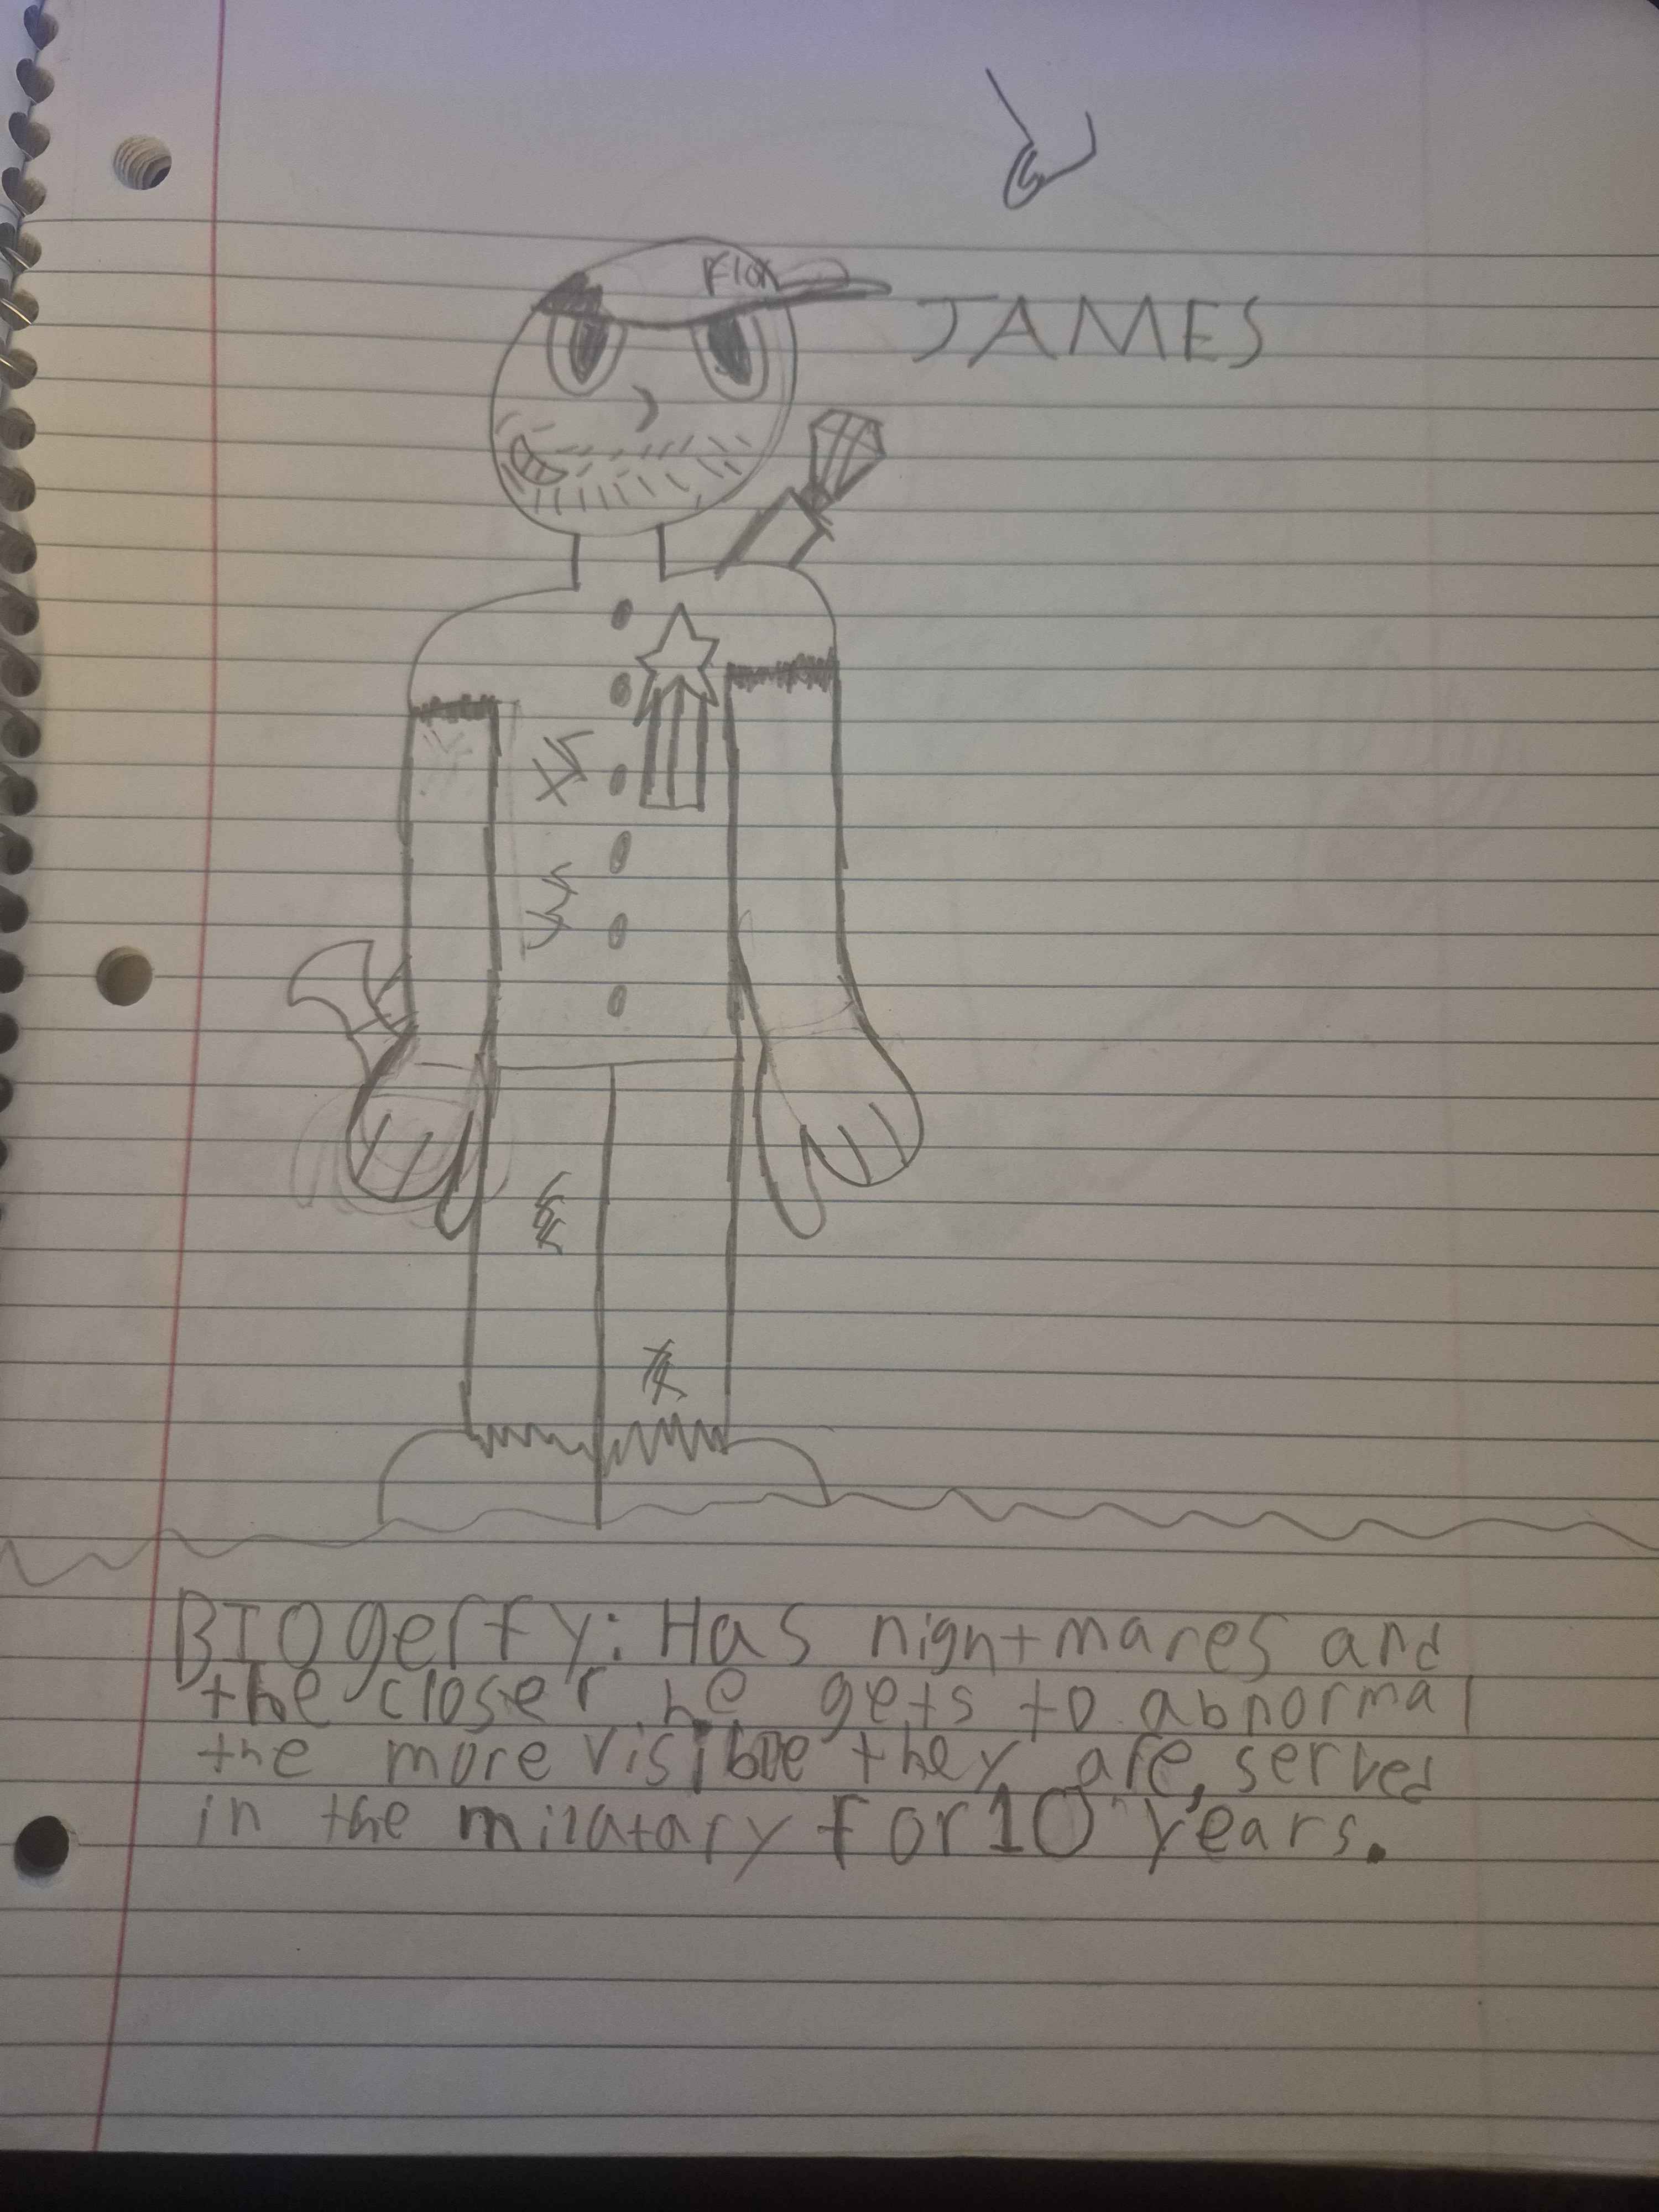 JAMES
BIOgerfy: Has nightmares and
the closer he gets to abnormal
the more visible they are, served
in the milatary for 10 years.